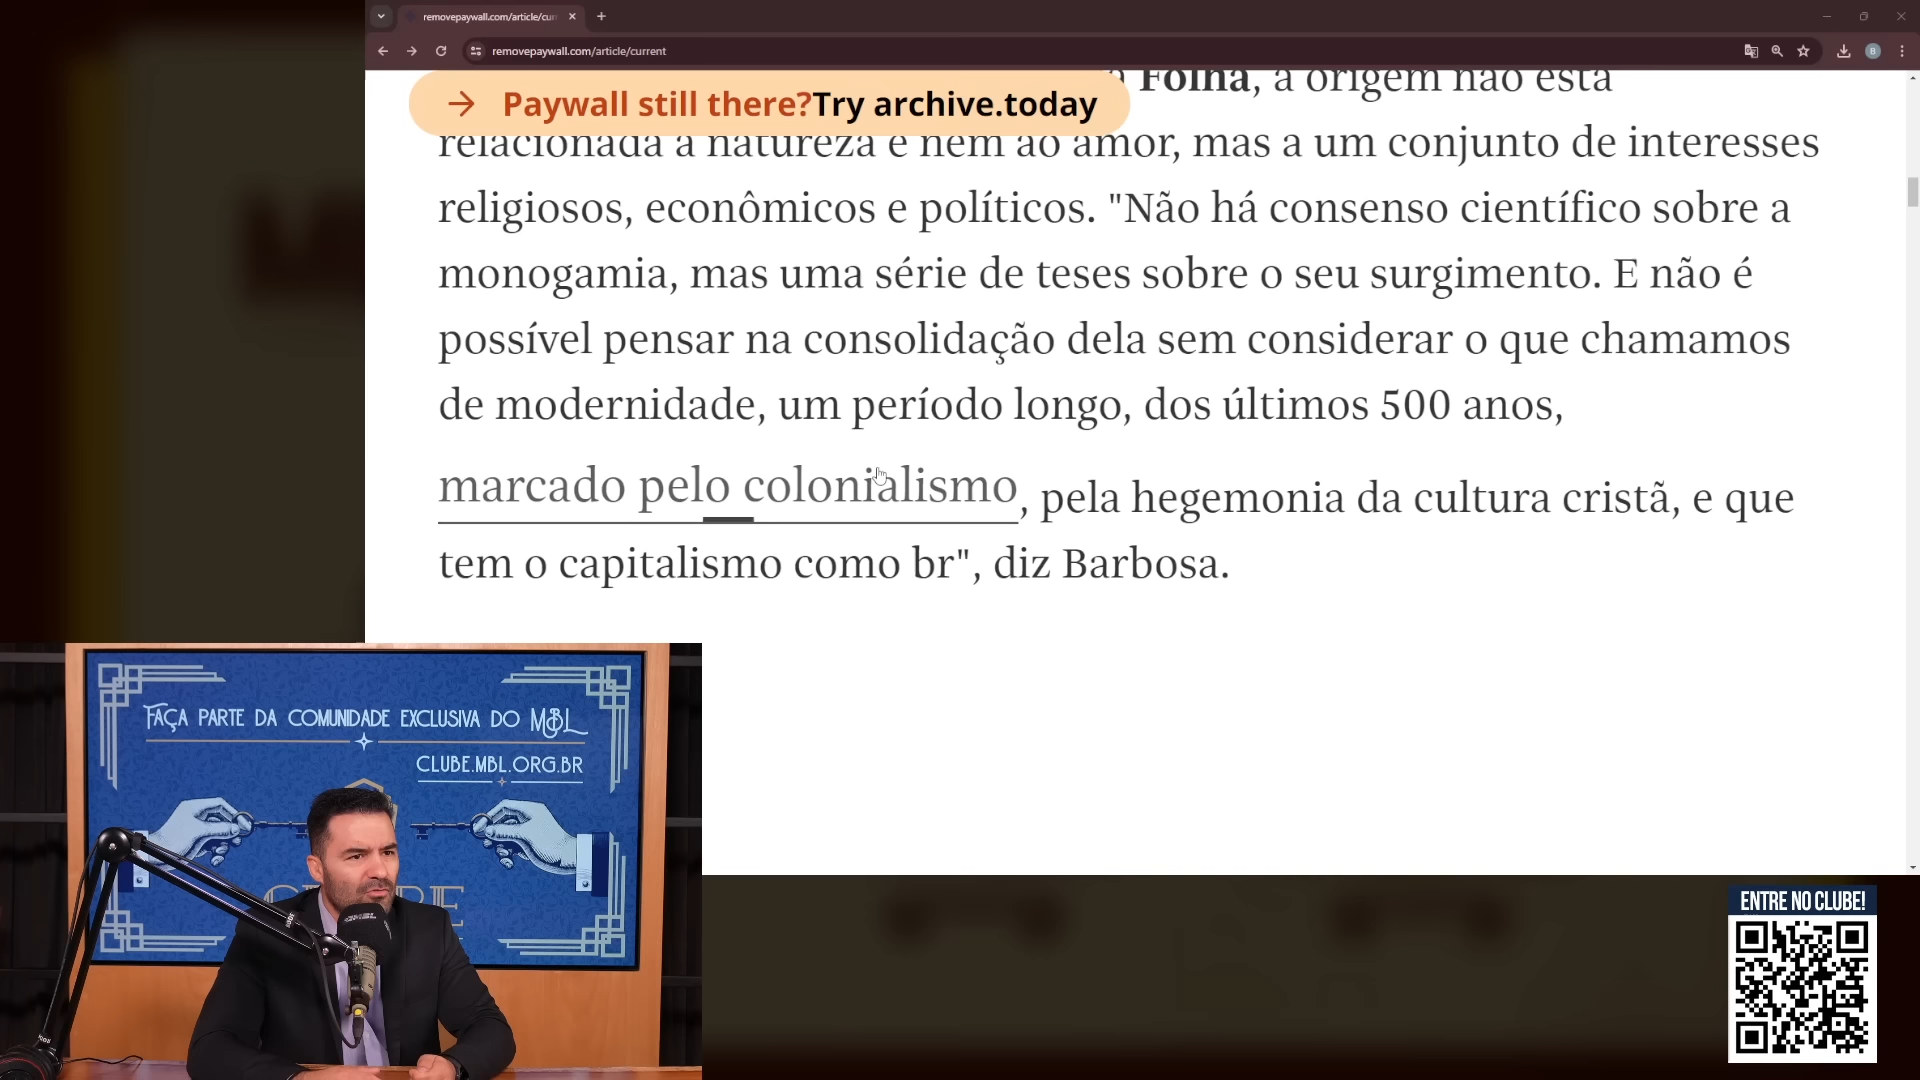 removepaywall.com/article/cur
removepaywall.com/article/current
Folha, a origem não está
Paywall still there?Try archive.today
relacionada à natureza e nem ao amor, mas a um conjunto de interesses
religiosos, econômicos e políticos. "Não há consenso científico sobre a
monogamia, mas uma série de teses sobre o seu surgimento. E não é
possível pensar na consolidação dela sem considerar o que chamamos
de modernidade, um período longo, dos últimos 500 anos,
marcado pelo colonialismo, pela hegemonia da cultura cristã, e que
tem o capitalismo como br", diz Barbosa.
FAÇA PARTE DA COMUNIDADE EXCLUSIVA DO MBL
CLUBE.MBL.ORG.BR
MBL
RODE
ENTRE NO CLUBE!
B